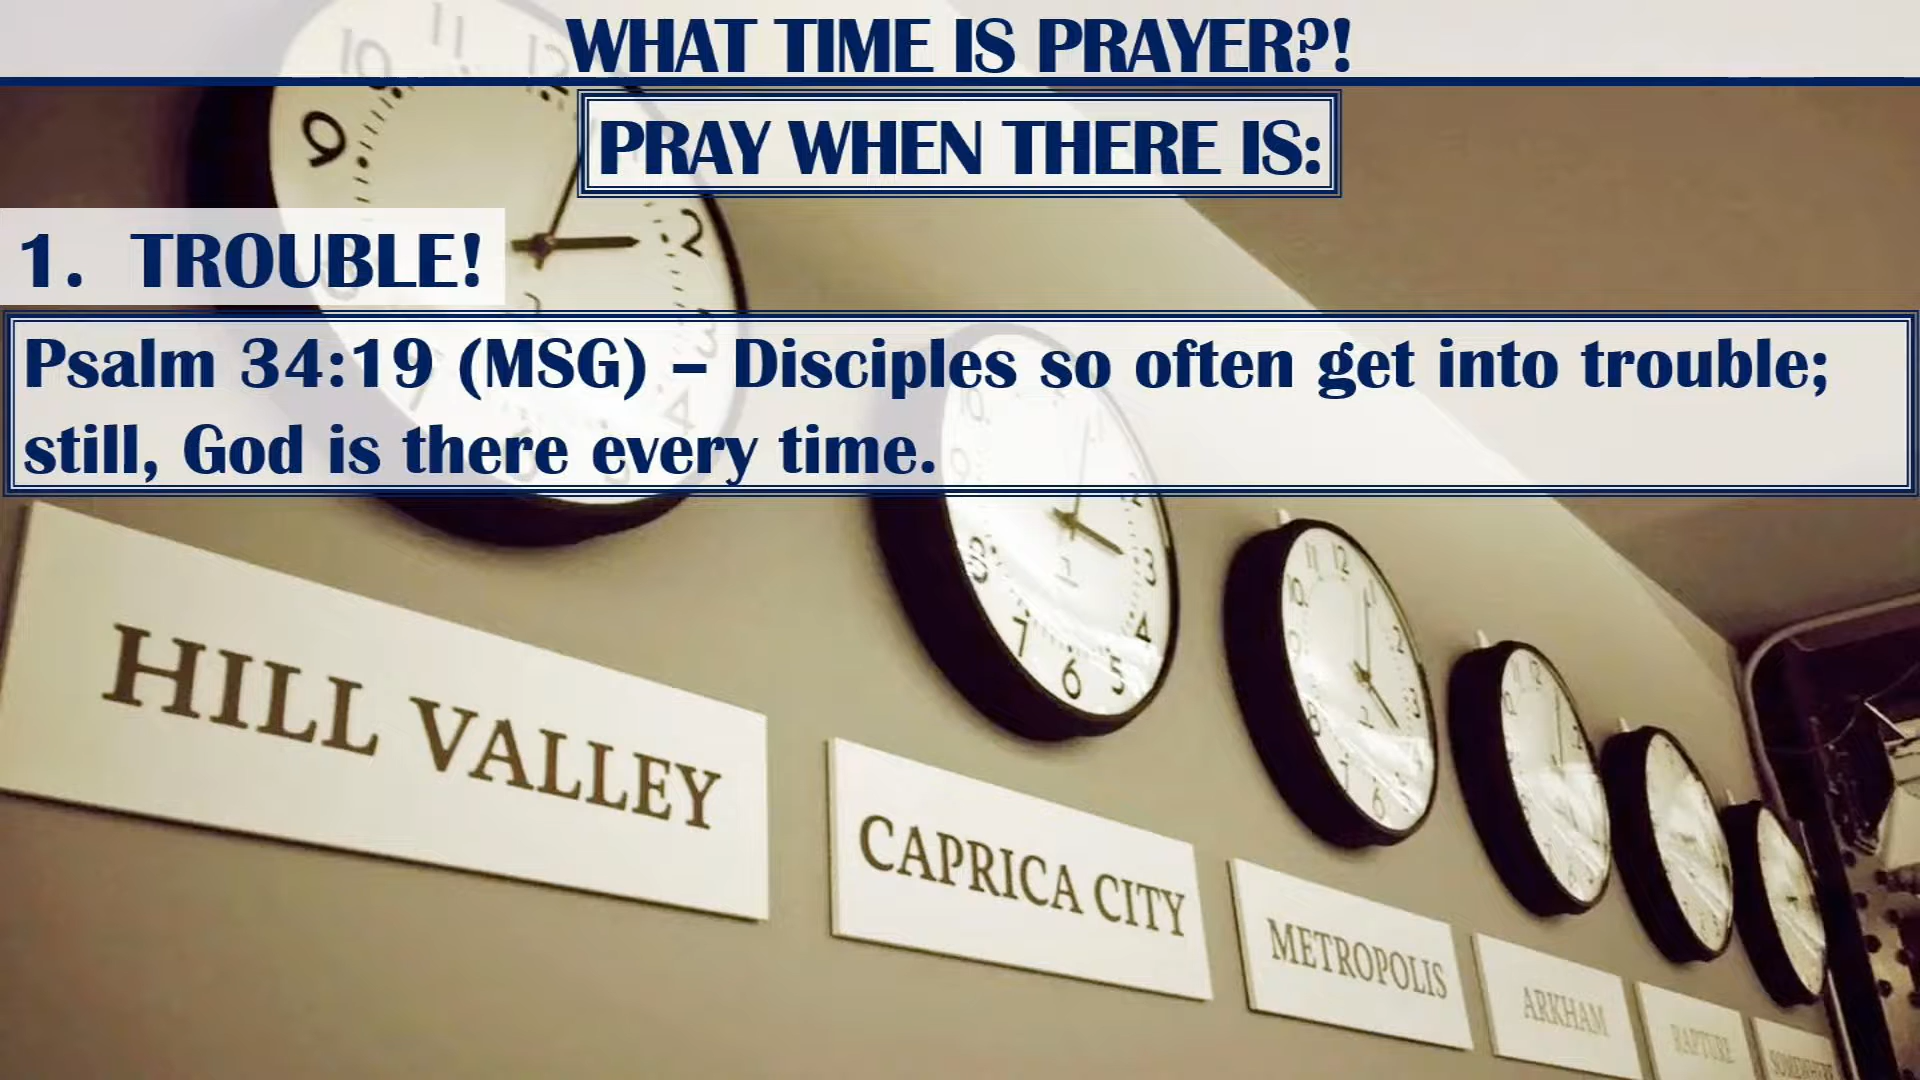 WHAT TIME IS PRAYER?!
PRAY WHEN THERE IS:
1. TROUBLE!
Psalm 34:19 (MSG) – Disciples so often get into trouble;
still, God is there every time.
HILL VALLEY
CAPRICA CITY
METROPOLIS
ARKHAM
RAPTURE